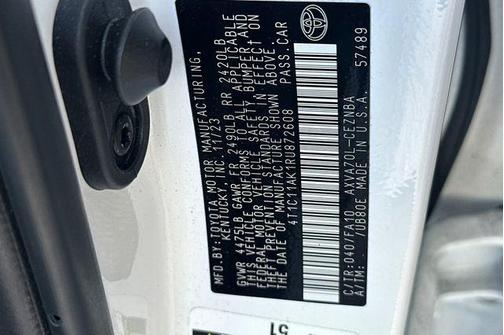 MFD.BY: TOYOTA MOTOR MANUFACTURING,
KENTUCKY, INC. 11/23
GVWR 4475LB GAWR FR 2490LB RR 2420LB
THIS VEHICLE CONFORMS TO ALL APPLICABLE
FEDERAL MOTOR VEHICLE SAFETY, BUMPER AND
THEFT PREVENTION STANDARDS IN EFFECT ON
THE DATE OF MANUFACTURE SHOWN ABOVE.
4T1C11AK1RU872608 PASS.CAR
C/TR: 040/FA10 AXVA70L-CEZNBA
A/TM: -/0B80E MADE IN U.S.A.
57489
51